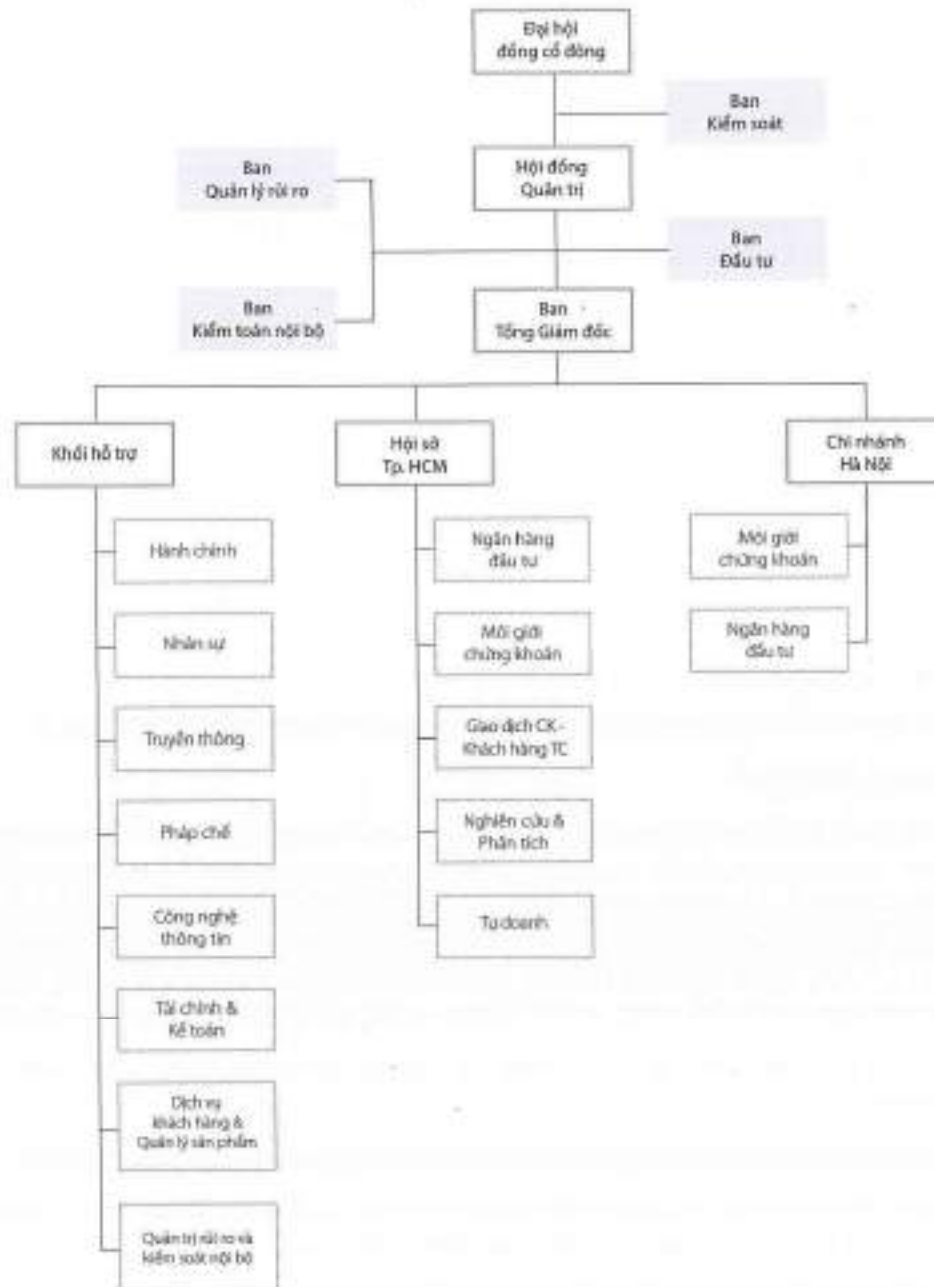 Đại hội
đồng cổ đông
Ban
Kiểm soát
Hội đồng
Quản trị
Ban
Quản lý rủi ro
Ban
Đầu tư
Ban
Kiểm toán nội bộ
Ban
Tổng Giám đốc
Khối hỗ trợ
Hội sở
Tp. HCM
Chi nhánh
Hà Nội
Hành chính
Nhân sự
Truyền thông
Pháp chế
Công nghệ
thông tin
Tài chính &
Kế toán
Dịch vụ
khách hàng &
Quản lý sản phẩm
Quản trị rủi ro và
kiểm soát nội bộ
Ngân hàng
đầu tư
Môi giới
chứng khoán
Giao dịch CK -
Khách hàng TC
Nghiên cứu &
Phân tích
Tự doanh
Môi giới
chứng khoán
Ngân hàng
đầu tư